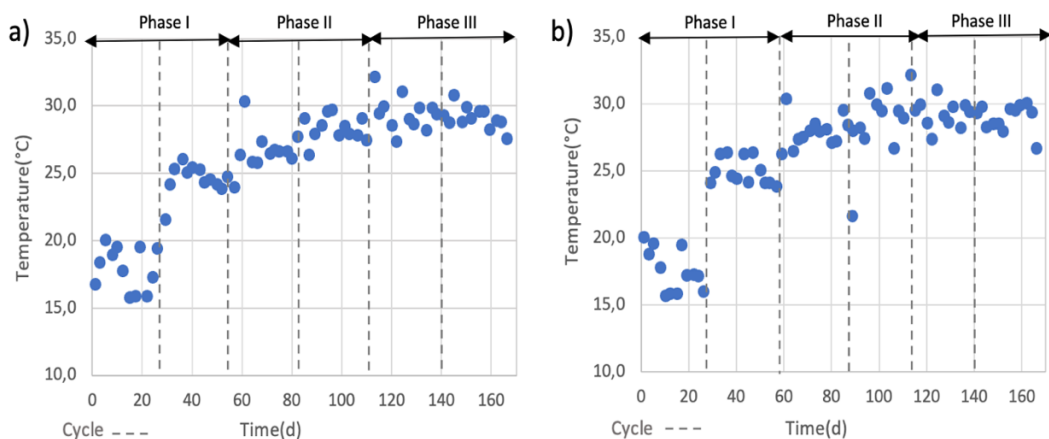 a)
Phase I Phase II Phase III
35,0
30,0
25,0
20,0
15,0
10,0
Temperature(°C)
0 20 40 60 80 100 120 140 160
Cycle ---- Time(d)
b)
Phase I Phase II Phase III
35,0
30,0
25,0
20,0
15,0
10,0
Temperature(°C)
0 20 40 60 80 100 120 140 160
Cycle ---- Time(d)